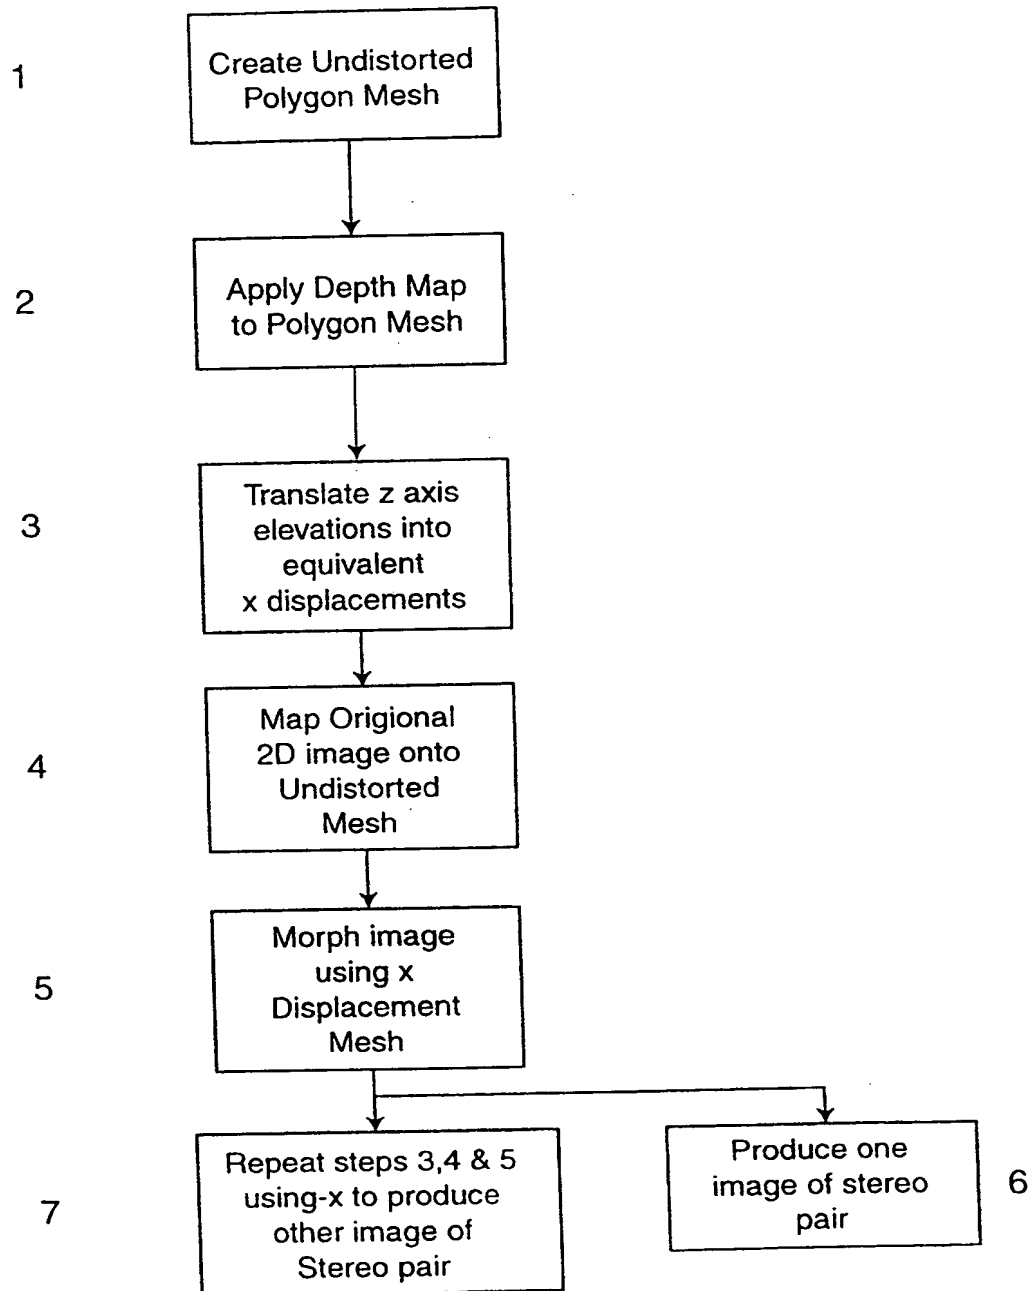 1
Create Undistorted
Polygon Mesh
2
Apply Depth Map
to Polygon Mesh
3
Translate z axis
elevations into
equivalent
x displacements
4
Map Origional
2D image onto
Undistorted
Mesh
5
Morph image
using x
Displacement
Mesh
6
Produce one
image of stereo
pair
7
Repeat steps 3,4 & 5
using-x to produce
other image of
Stereo pair